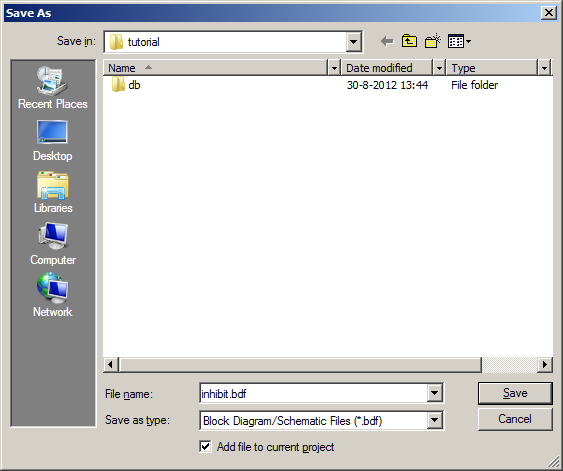 Save As
Save in: tutorial
Name Date modified Type
db 30-8-2012 13:44 File folder
Recent Places
Desktop
Libraries
Computer
Network
File name: inhibit.bdf Save
Save as type: Block Diagram/Schematic Files (*.bdf) Cancel
Add file to current project